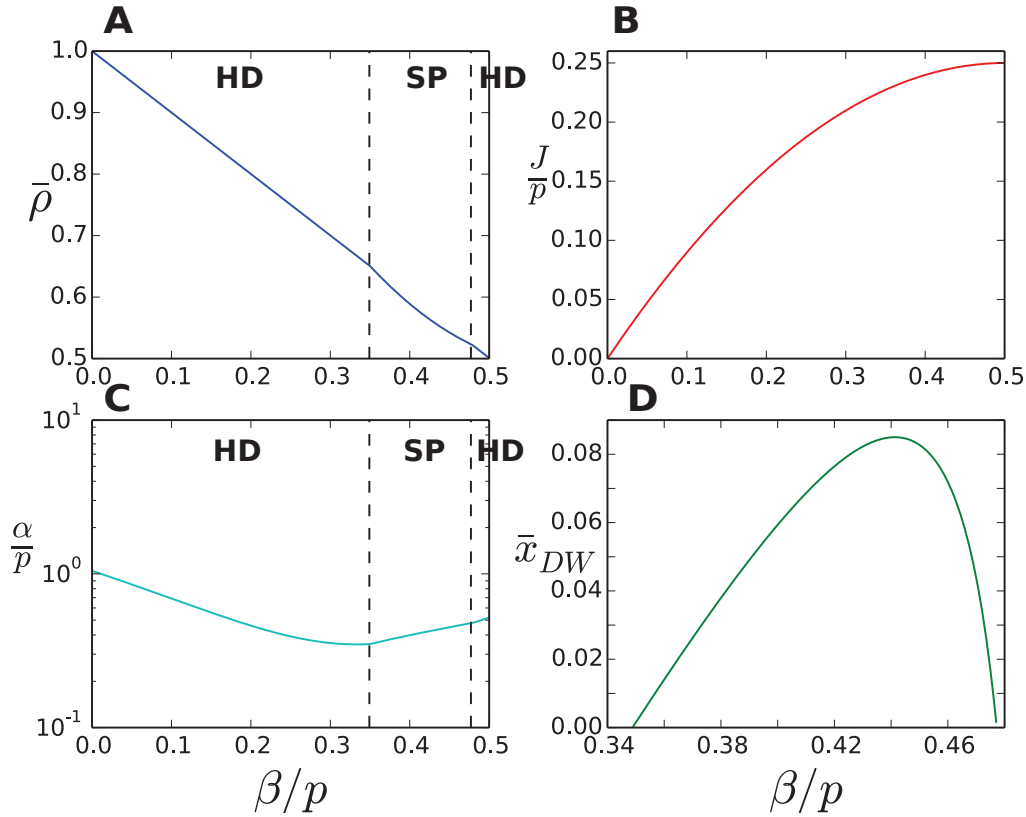 A
1.0
0.9
0.8
0.7
0.6
0.5
ρ̄
HD
SP
HD
0.0 0.1 0.2 0.3 0.4 0.5
B
0.25
0.20
0.15
0.10
0.05
0.00
J/p
0.0 0.1 0.2 0.3 0.4 0.5
C
10^1
10^0
10^-1
α/p
HD
SP
HD
0.0 0.1 0.2 0.3 0.4 0.5
β/p
D
0.08
0.06
0.04
0.02
0.00
x̄_DW
0.34 0.38 0.42 0.46
β/p